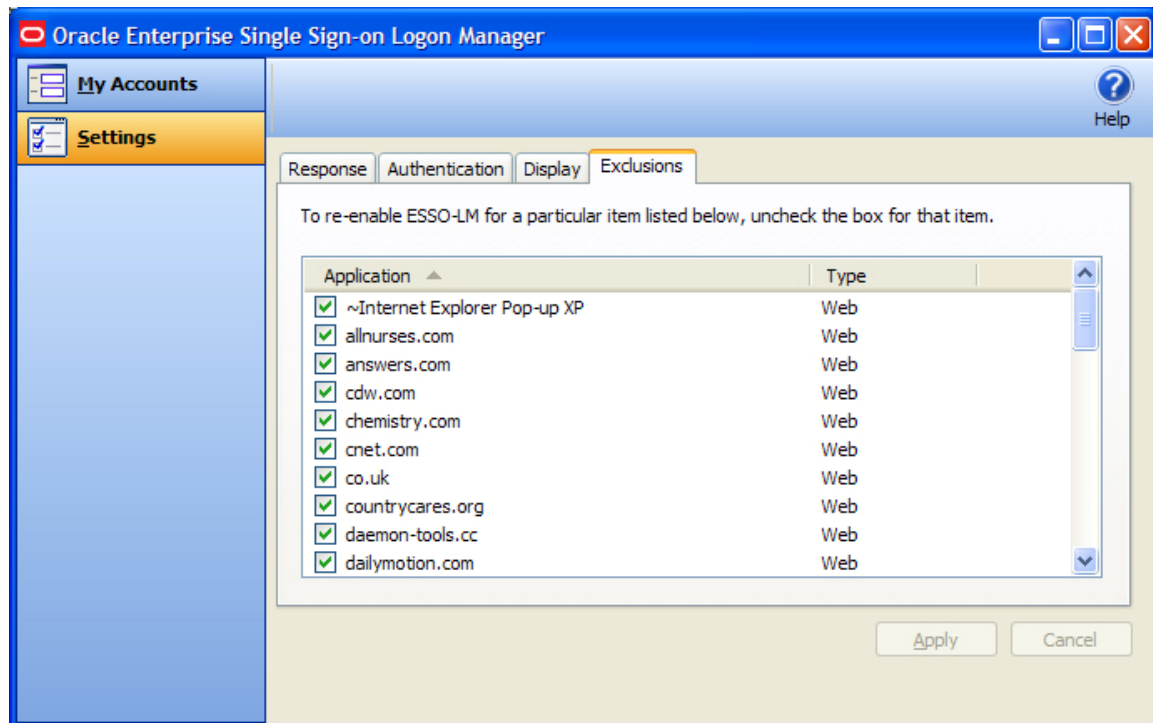 Oracle Enterprise Single Sign-on Logon Manager
My Accounts
Settings
Help
Response Authentication Display Exclusions
To re-enable ESSO-LM for a particular item listed below, uncheck the box for that item.
Application Type
~Internet Explorer Pop-up XP Web
allnurses.com Web
answers.com Web
cdw.com Web
chemistry.com Web
cnet.com Web
co.uk Web
countrycares.org Web
daemon-tools.cc Web
dailymotion.com Web
Apply Cancel